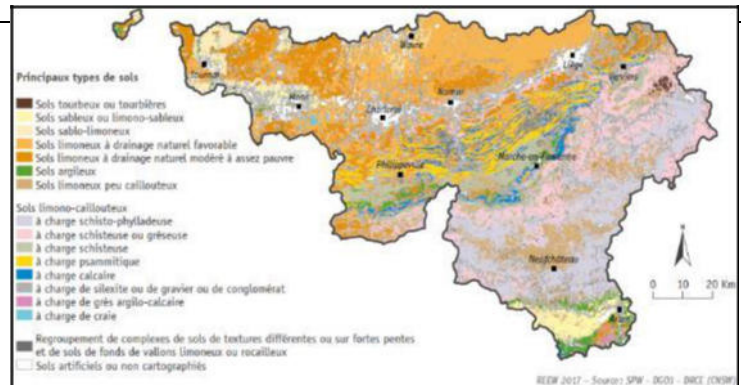 Principaux types de sols
Sols tourbeux ou tourbières
Sols sableux ou limono-sableux
Sols sablo-limoneux
Sols limoneux à drainage naturel favorable
Sols limoneux à drainage naturel modéré à assez pauvre
Sols argileux
Sols limoneux peu caillouteux
Sols limono-caillouteux
à charge schisto-phylladeuse
à charge schisteuse ou gréseuse
à charge schisteuse
à charge psammitique
à charge calcaire
à charge de silexite ou de gravier ou de conglomérat
à charge de grès argilo-calcaire
à charge de craie
Regroupement de complexes de sols de textures différentes ou sur fortes pentes
et de sols de fonds de vallons limoneux ou rocailleux
Sols artificiels ou non cartographiés
Tournai
Mons
Charleroi
Wavre
Namur
Liège
Verviers
Philippeville
Marche-en-Famenne
Neufchâteau
Arlon
0 10 20 Km
REEW 2017 – Source: SPW - DGO3 - DRCE (CNSW)